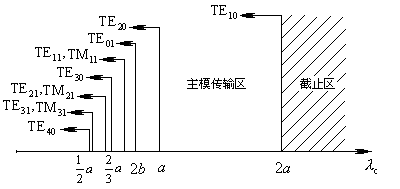 TE₁₀
TE₂₀
TE₀₁
TE₁₁,TM₁₁
TE₃₀
TE₂₁,TM₂₁
TE₃₁,TM₃₁
TE₄₀
主模传输区
截止区
1/2 a
2/3 a
2b
a
2a
λc